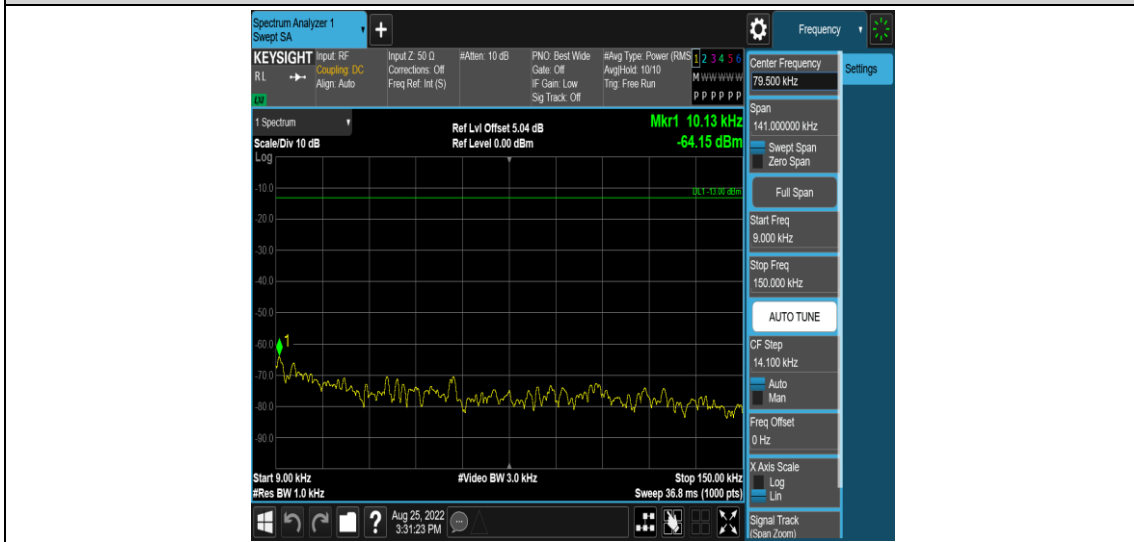 Spectrum Analyzer 1
Swept SA
+
Frequency
KEYSIGHT
RL
LXI
Input: RF
Coupling: DC
Align: Auto
Input Z: 50 Ω
Corrections: Off
Freq Ref: Int (S)
#Atten: 10 dB
PNO: Best Wide
Gate: Off
IF Gain: Low
Sig Track: Off
#Avg Type: Power (RMS
Avg|Hold: 10/10
Trig: Free Run
1 2 3 4 5 6
M W W W W W
P P P P P P
1 Spectrum
Scale/Div 10 dB
Log
Ref Lvl Offset 5.04 dB
Ref Level 0.00 dBm
Mkr1 10.13 kHz
-64.15 dBm
DL1 -13.00 dBm
-10.0
-20.0
-30.0
-40.0
-50.0
-60.0
1
-70.0
-80.0
-90.0
Start 9.00 kHz
#Res BW 1.0 kHz
#Video BW 3.0 kHz
Stop 150.00 kHz
Sweep 36.8 ms (1000 pts)
?
Aug 25, 2022
3:31:23 PM
Center Frequency
79.500 kHz
Settings
Span
141.000000 kHz
Swept Span
Zero Span
Full Span
Start Freq
9.000 kHz
Stop Freq
150.000 kHz
AUTO TUNE
CF Step
14.100 kHz
Auto
Man
Freq Offset
0 Hz
X Axis Scale
Log
Lin
Signal Track
(Span Zoom)